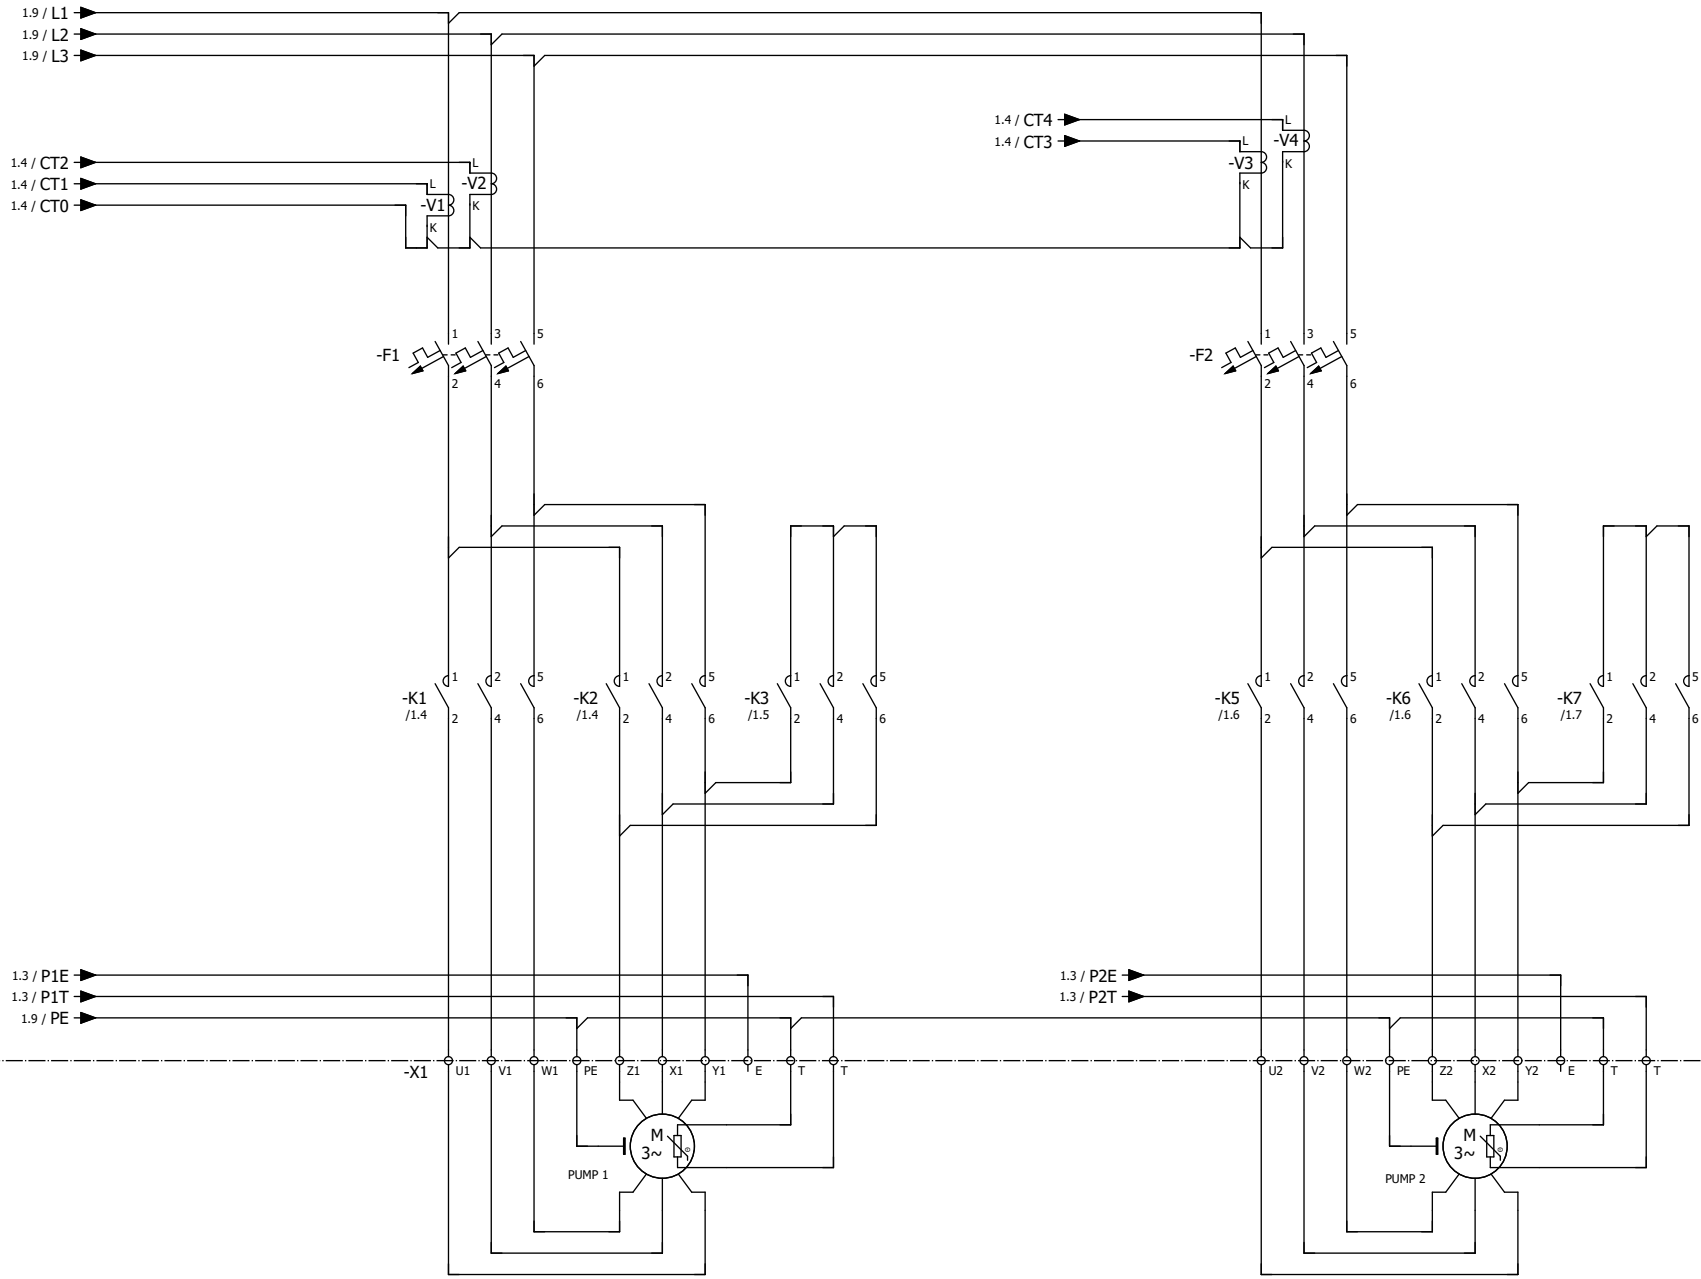 1.9 / L1
1.9 / L2
1.9 / L3
1.4 / CT4
1.4 / CT3
L
-V4
K
L
-V3
K
1.4 / CT2
1.4 / CT1
1.4 / CT0
L
-V2
K
L
-V1
K
-F1
1 3 5
2 4 6
-F2
1 3 5
2 4 6
-K1
/1.4
1 2 5
2 4 6
-K2
/1.4
1 2 5
2 4 6
-K3
/1.5
1 2 5
2 4 6
-K5
/1.6
1 2 5
2 4 6
-K6
/1.6
1 2 5
2 4 6
-K7
/1.7
1 2 5
2 4 6
1.3 / P1E
1.3 / P1T
1.9 / PE
1.3 / P2E
1.3 / P2T
-X1 U1 V1 W1 PE Z1 X1 Y1 E T T
U2 V2 W2 PE Z2 X2 Y2 E T T
M
3~
PUMP 1
M
3~
PUMP 2